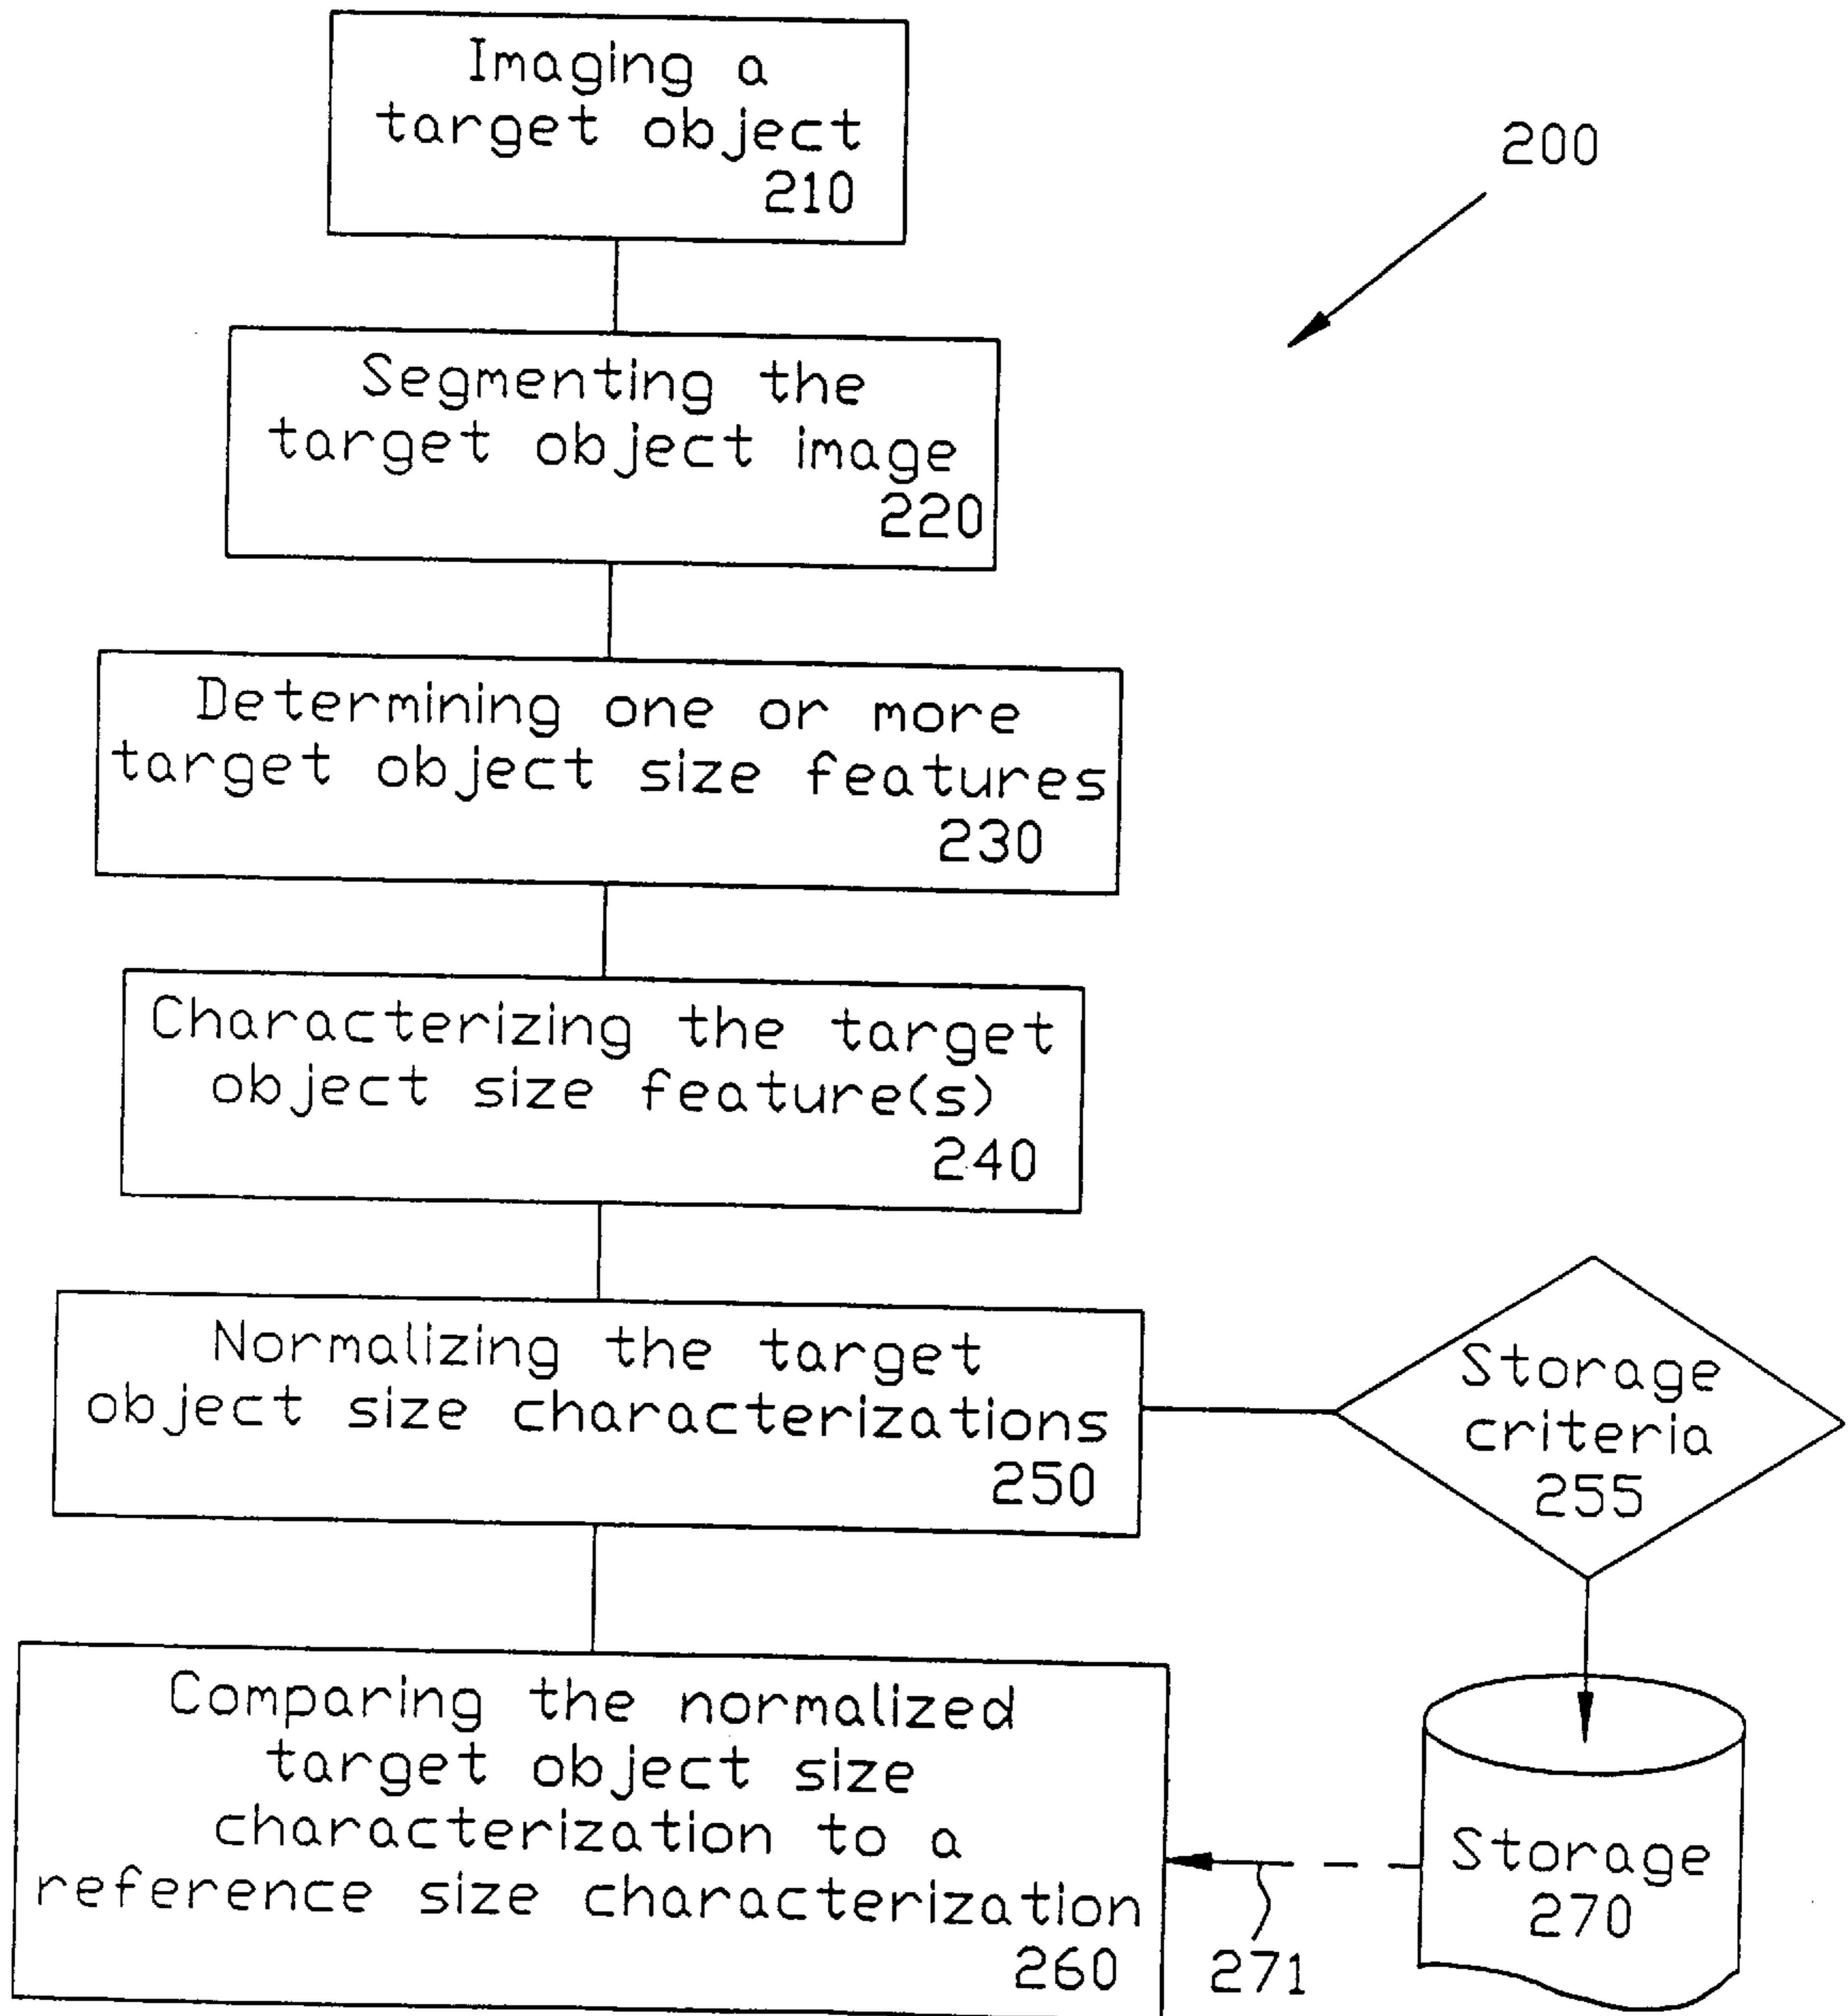 Imaging a
target object
210
200
Segmenting the
target object image
220
Determining one or more
target object size features
230
Characterizing the target
object size feature(s)
240
Normalizing the target
object size characterizations
250
Storage
criteria
255
Comparing the normalized
target object size
characterization to a
reference size characterization
260
271
Storage
270